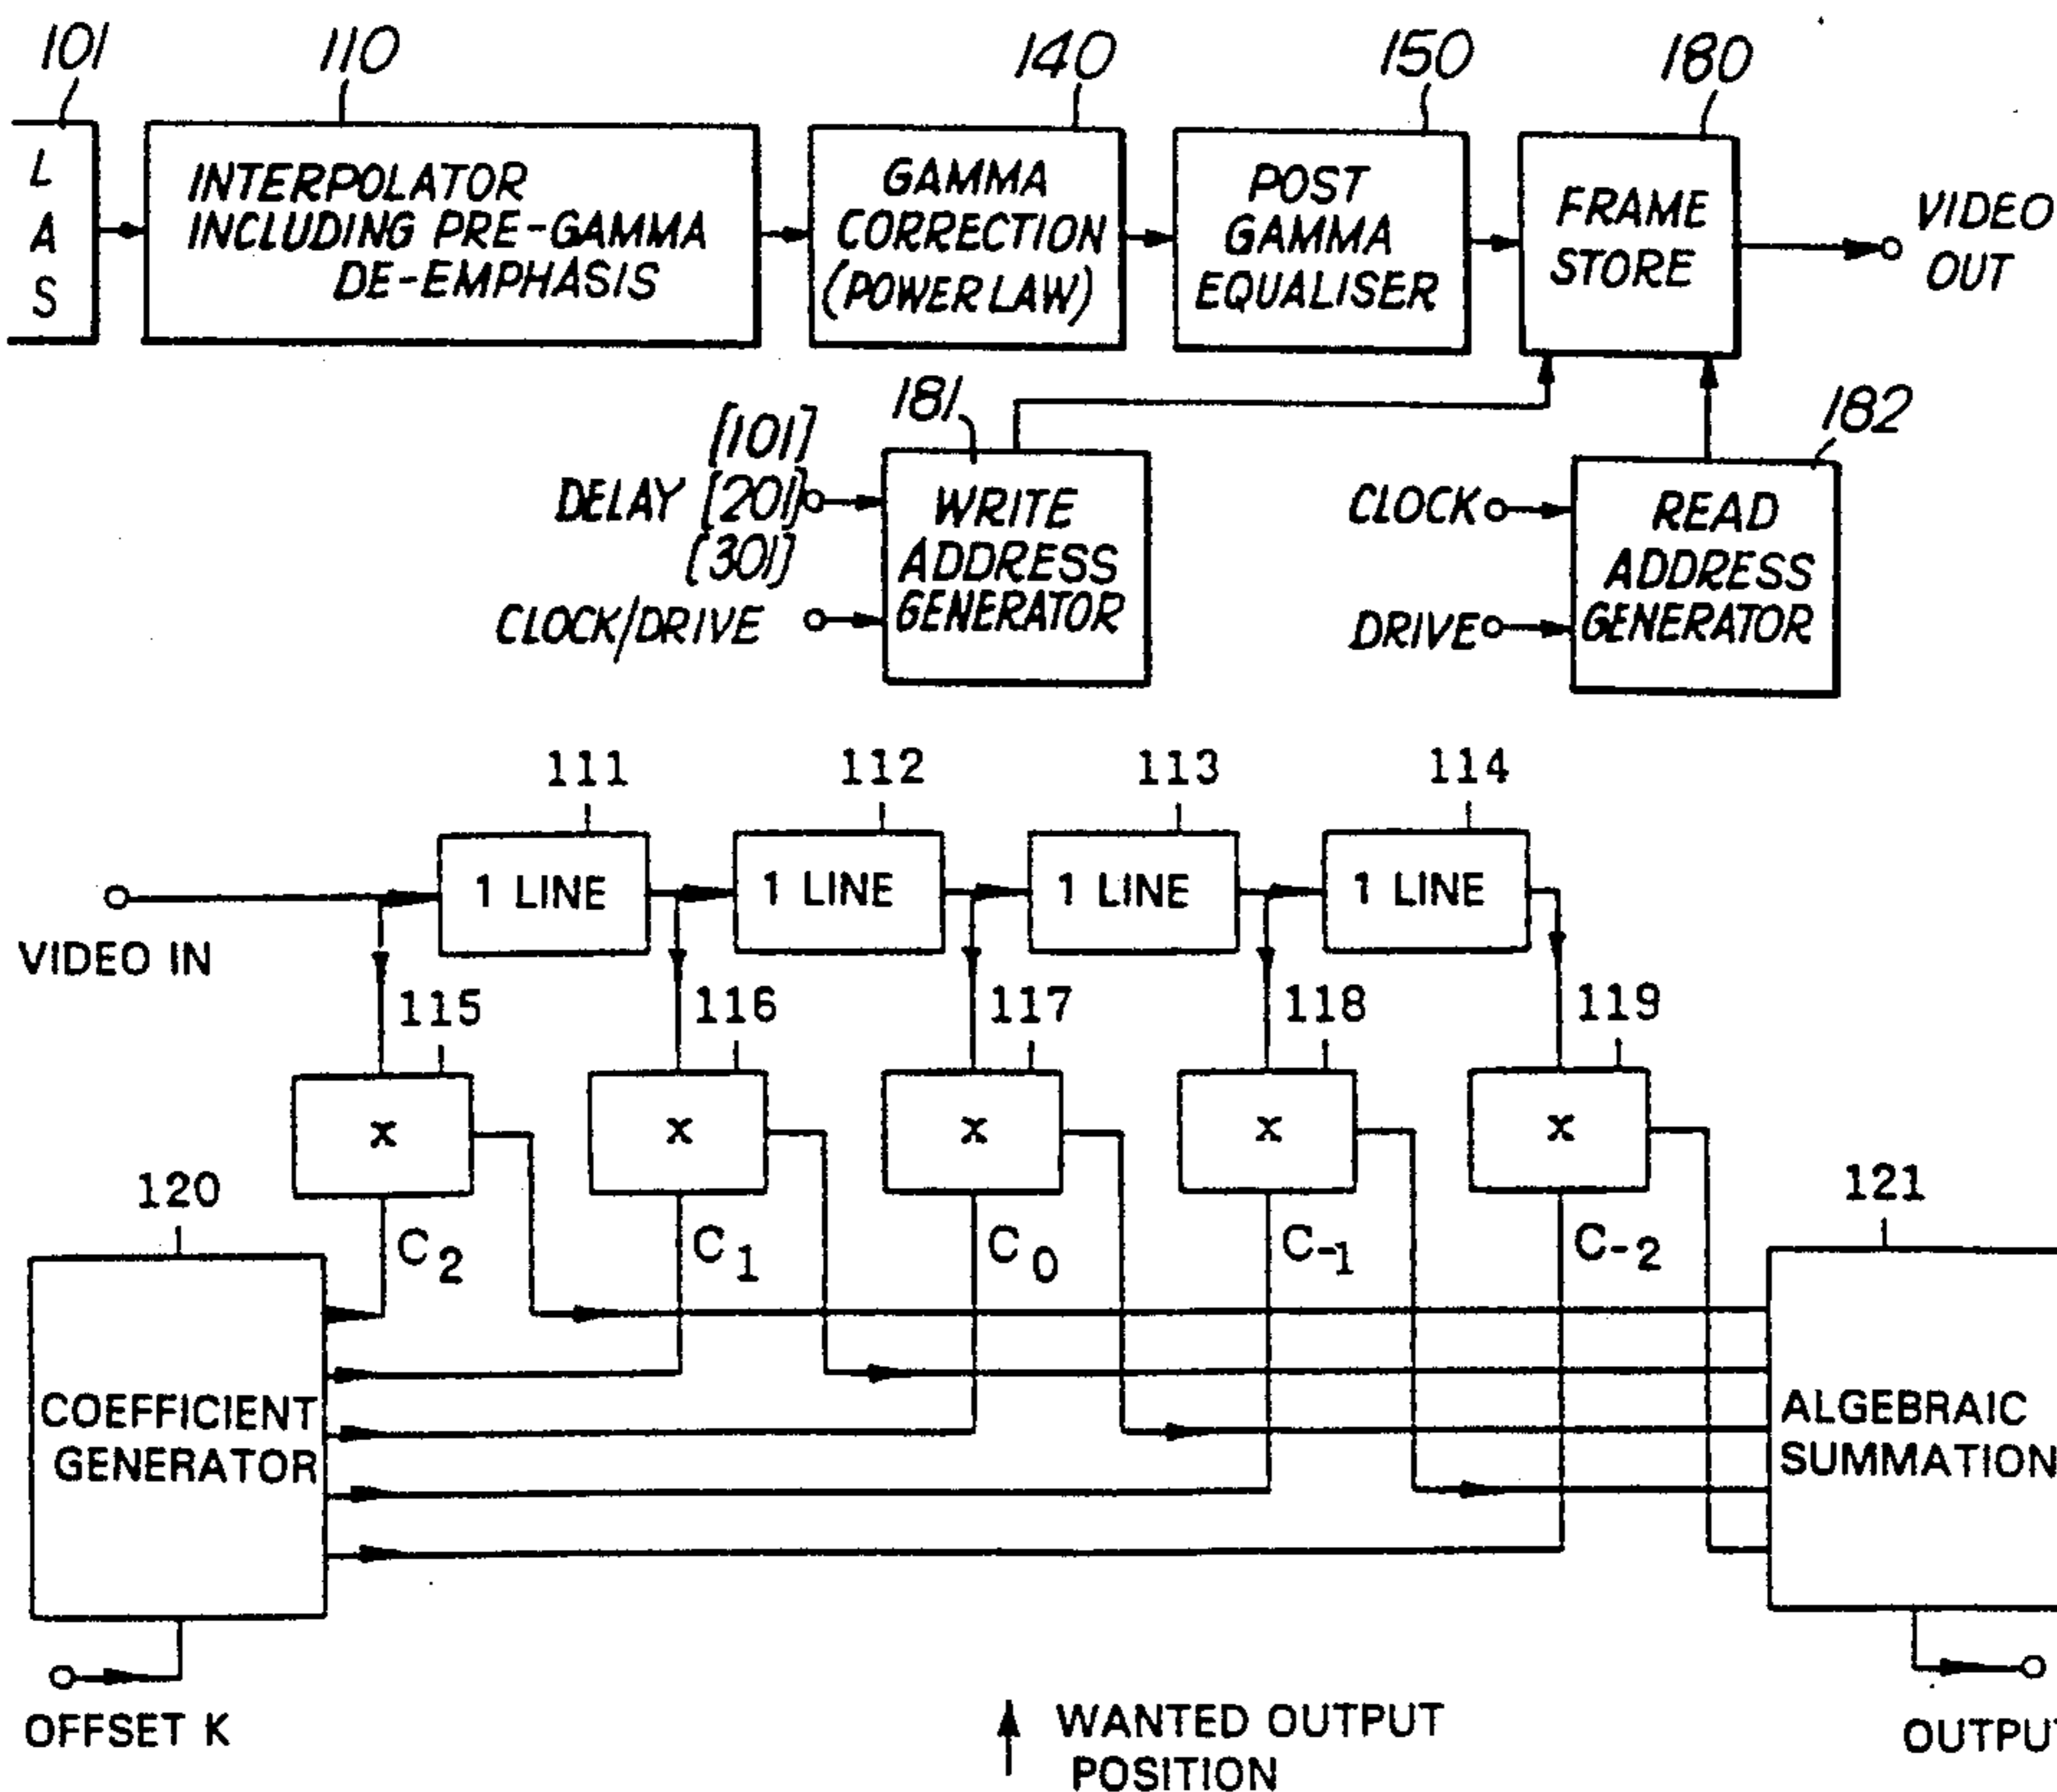 101
110
140
150
180
L
A
S
INTERPOLATOR
INCLUDING PRE-GAMMA
DE-EMPHASIS
GAMMA
CORRECTION
(POWER LAW)
POST
GAMMA
EQUALISER
FRAME
STORE
VIDEO
OUT
181
182
[101]
DELAY [201]
[301]
CLOCK/DRIVE
WRITE
ADDRESS
GENERATOR
CLOCK
DRIVE
READ
ADDRESS
GENERATOR
111
112
113
114
1 LINE
1 LINE
1 LINE
1 LINE
VIDEO IN
115
116
117
118
119
x
x
x
x
x
120
121
C2
C1
C0
C-1
C-2
COEFFICIENT
GENERATOR
ALGEBRAIC
SUMMATION
OFFSET K
WANTED OUTPUT
POSITION
OUTPUT